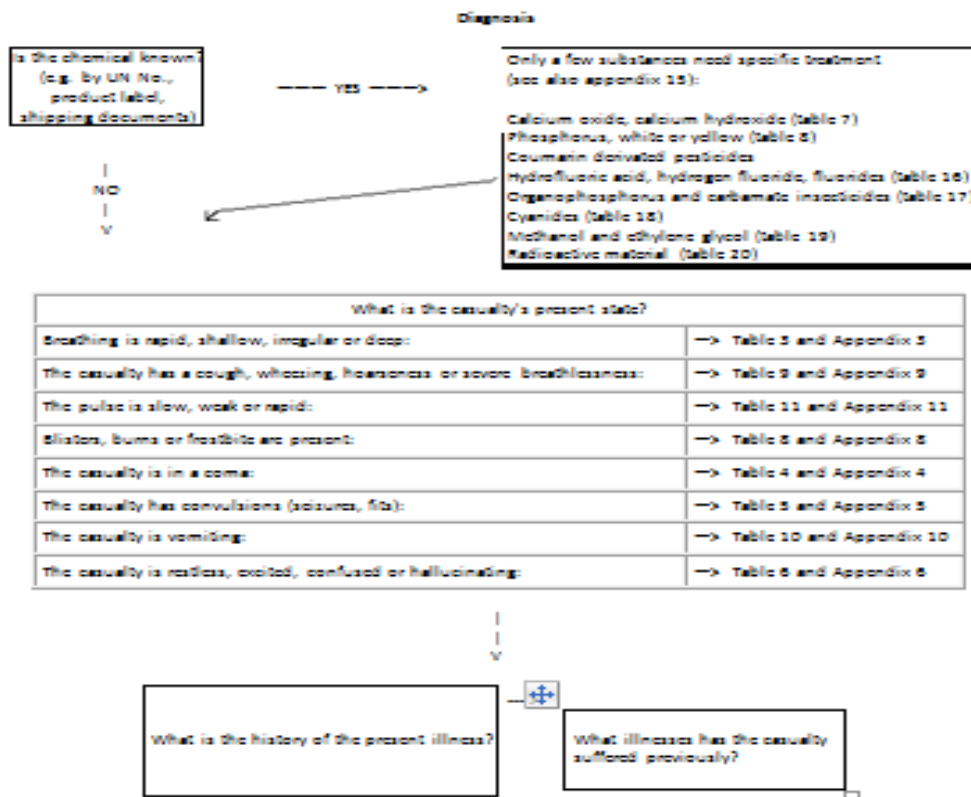 Diagnosis
Is the chemical known?
(e.g. by UN No.,
product label,
shipping documents)
YES
Only a few substances need specific treatment
(see also appendix 15):
Calcium oxide, calcium hydroxide (table 7)
Phosphorus, white or yellow (table 8)
Coumarin derivated pesticides
Hydrofluoric acid, hydrogen fluoride, fluorides (table 16)
Organophosphorus and carbamate insecticides (table 17)
Cyanides (table 18)
Methanol and ethylene glycol (table 19)
Radioactive material (table 20)
NO
What is the casualty's present state?
Breathing is rapid, shallow, irregular or deep: —> Table 3 and Appendix 3
The casualty has a cough, wheezing, hoarseness or severe breathlessness: —> Table 9 and Appendix 9
The pulse is slow, weak or rapid: —> Table 11 and Appendix 11
Blisters, burns or frostbite are present: —> Table 8 and Appendix 8
The casualty is in a coma: —> Table 4 and Appendix 4
The casualty has convulsions (seizures, fits): —> Table 5 and Appendix 5
The casualty is vomiting: —> Table 10 and Appendix 10
The casualty is restless, excited, confused or hallucinating: —> Table 6 and Appendix 6
What is the history of the present illness?
What illnesses has the casualty
suffered previously?